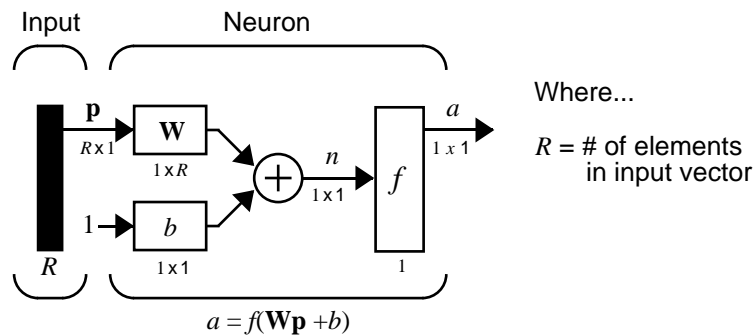 Input
Neuron
p
R x 1
W
1 x R
1
b
1 x 1
n
1 x 1
f
1
a
1 x 1
R
a = f(Wp +b)
Where...
R = # of elements
in input vector